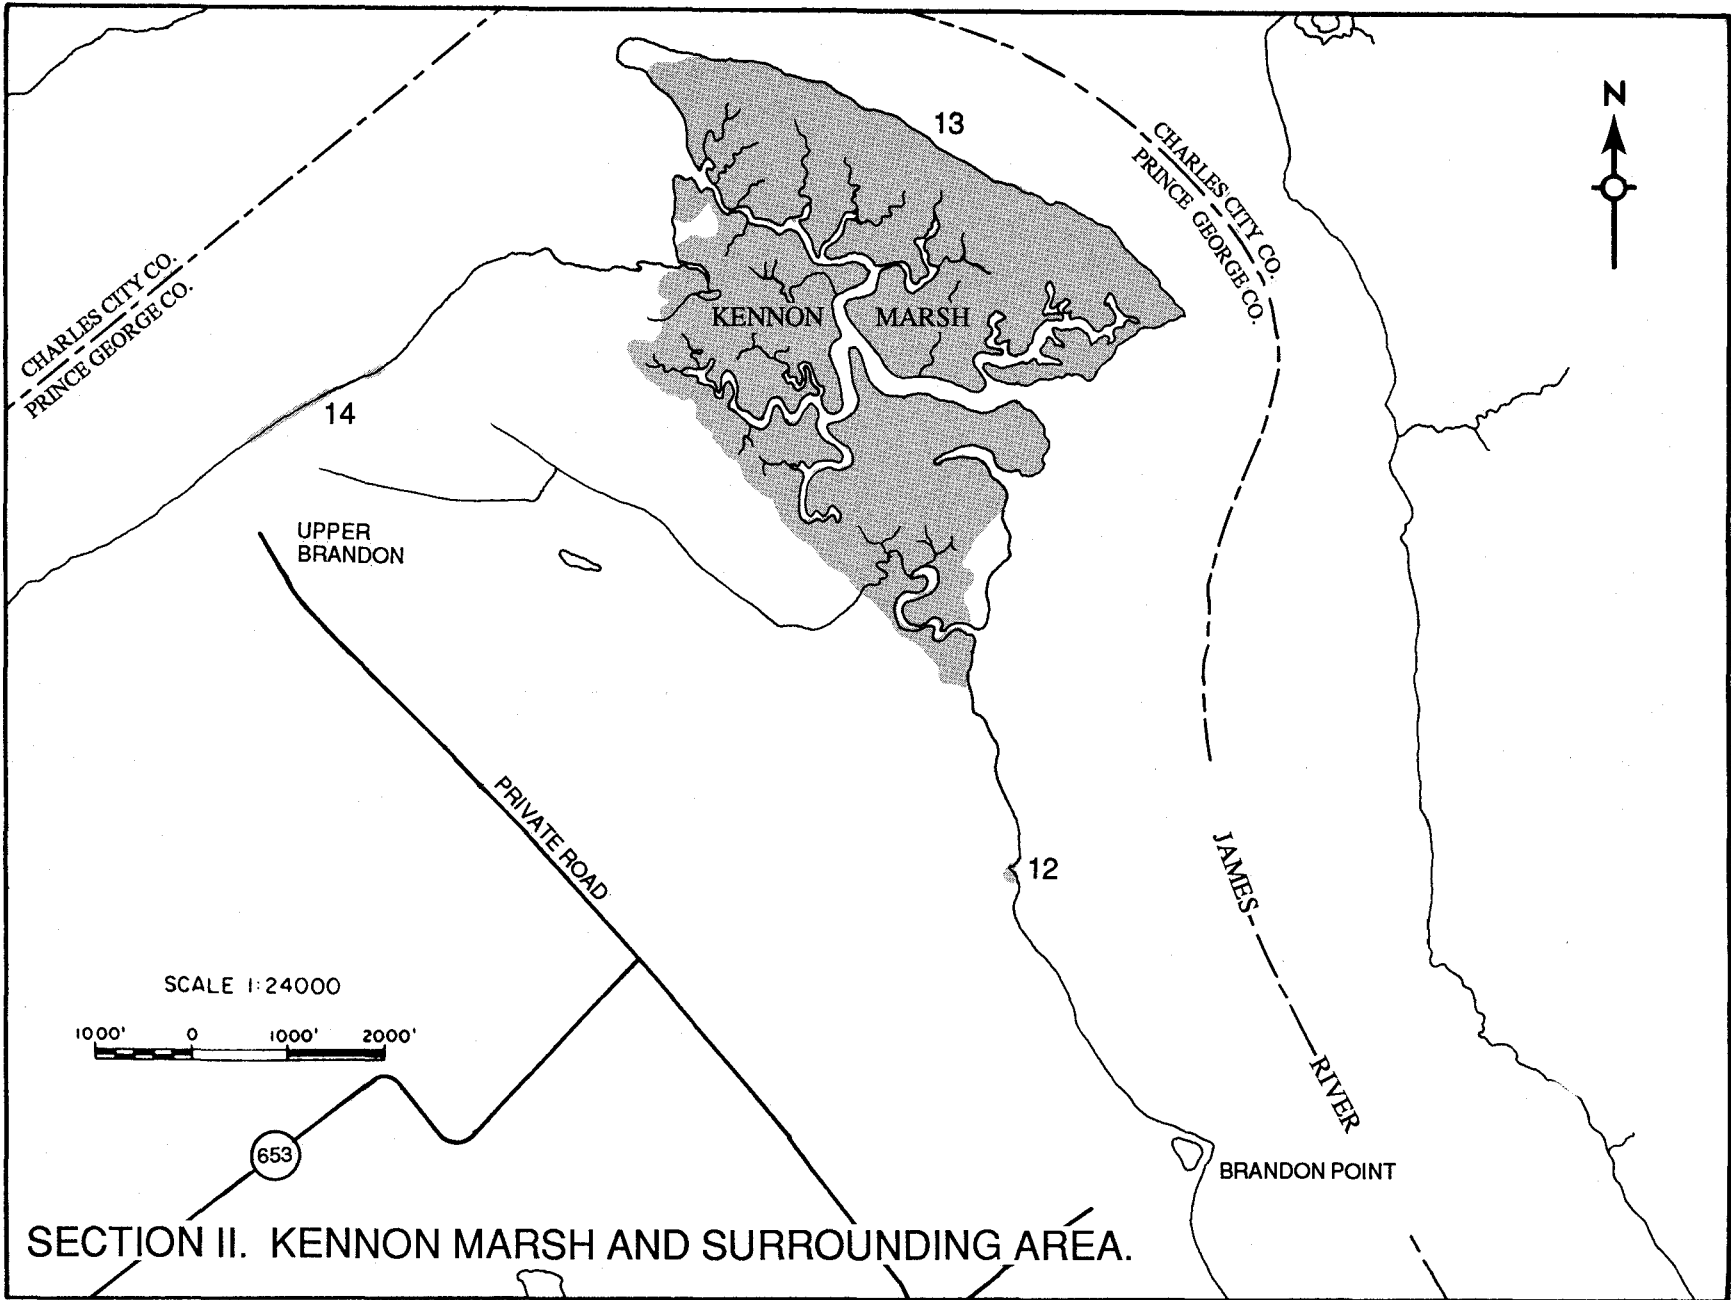 N
13
CHARLES CITY CO.
PRINCE GEORGE CO.
CHARLES CITY CO.
PRINCE GEORGE CO.
KENNON MARSH
14
UPPER
BRANDON
PRIVATE ROAD
12
JAMES
RIVER
SCALE 1:24000
1000' 0 1000' 2000'
653
BRANDON POINT
SECTION II. KENNON MARSH AND SURROUNDING AREA.